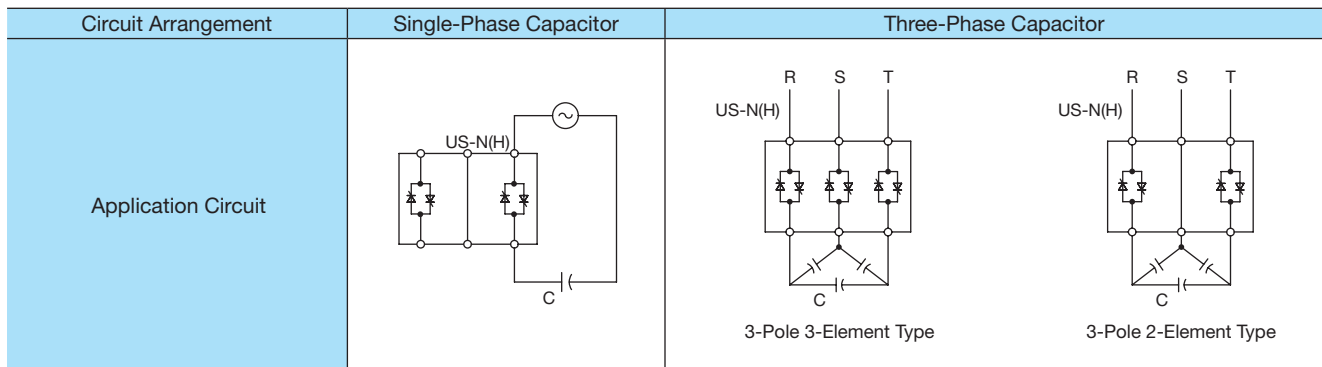 Circuit Arrangement
Single-Phase Capacitor
Three-Phase Capacitor
Application Circuit
US-N(H)
C
R S T
US-N(H)
C
3-Pole 3-Element Type
R S T
US-N(H)
C
3-Pole 2-Element Type